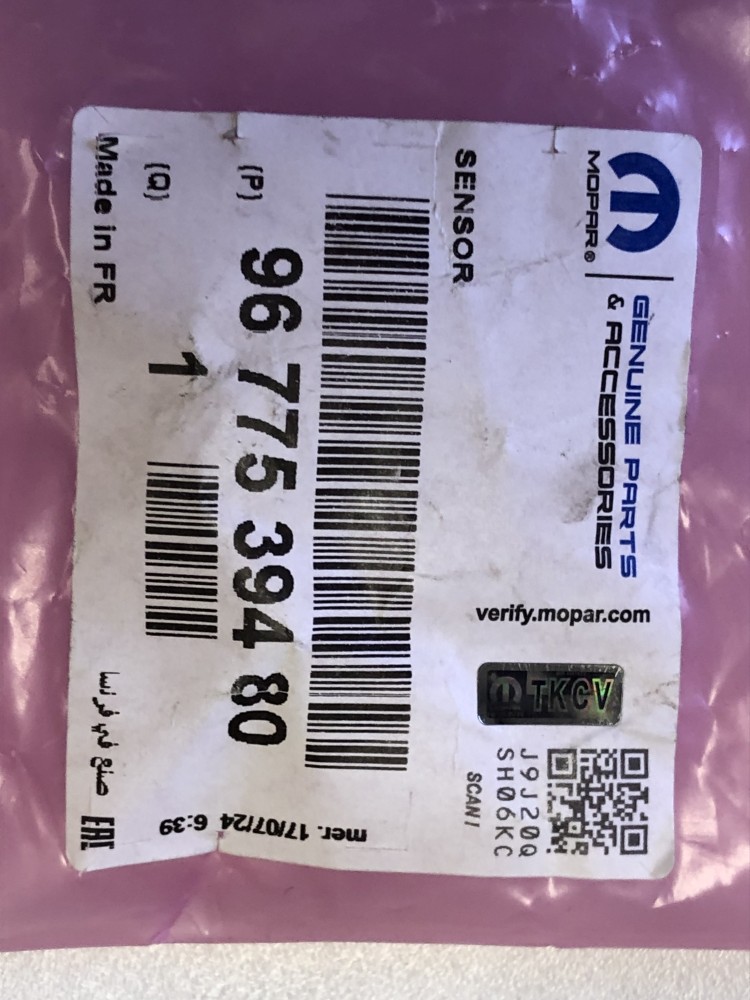 MOPAR®
GENUINE PARTS
& ACCESSORIES
verify.mopar.com
TKCV
J9J20Q
SH06KC
SCAN I
SENSOR
(P)
96 775 394 80
(Q)
1
Made in FR
صنع في فرنسا
EAC
mer. 17/07/24 6:39